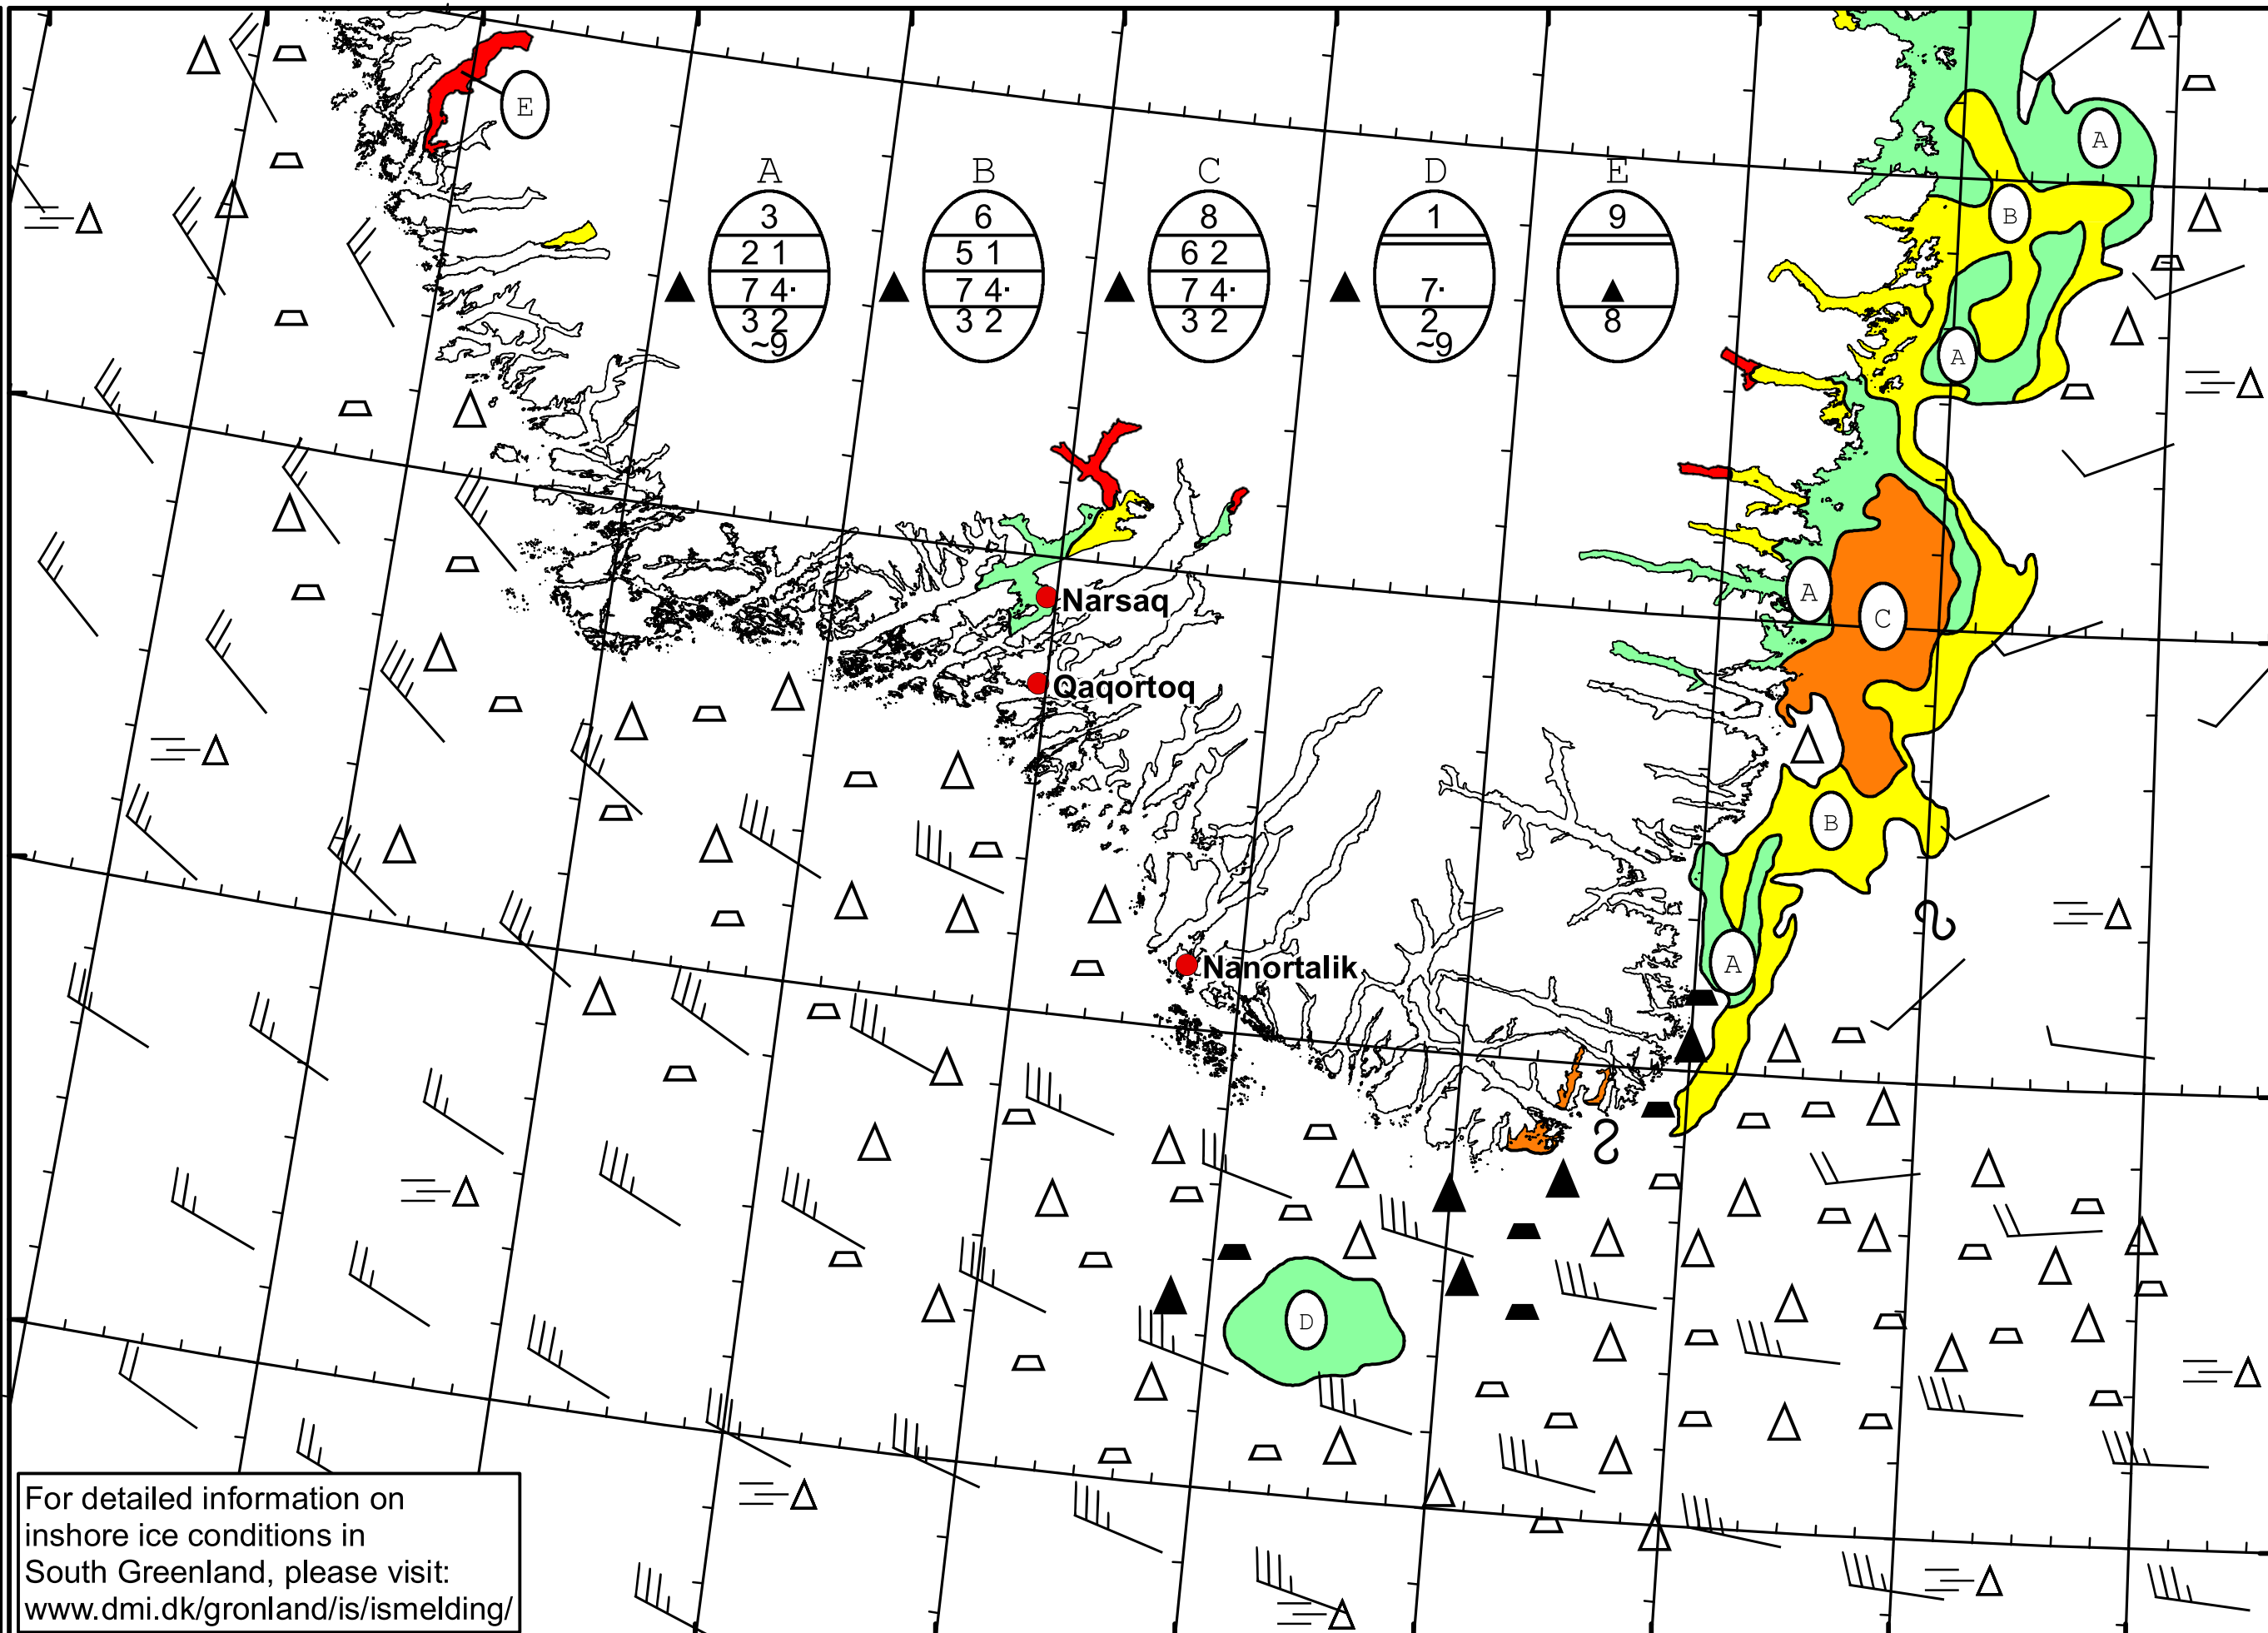 E
A
A B C D E
3 6 8 1 9
2 1 5 1 6 2
7 4· 7 4· 7 4· 7· 
3 2 3 2 3 2 2 8
~9 ~9
B
A
Narsaq
A
C
Qaqortoq
B
A
Nanortalik
D
For detailed information on
inshore ice conditions in
South Greenland, please visit:
www.dmi.dk/gronland/is/ismelding/